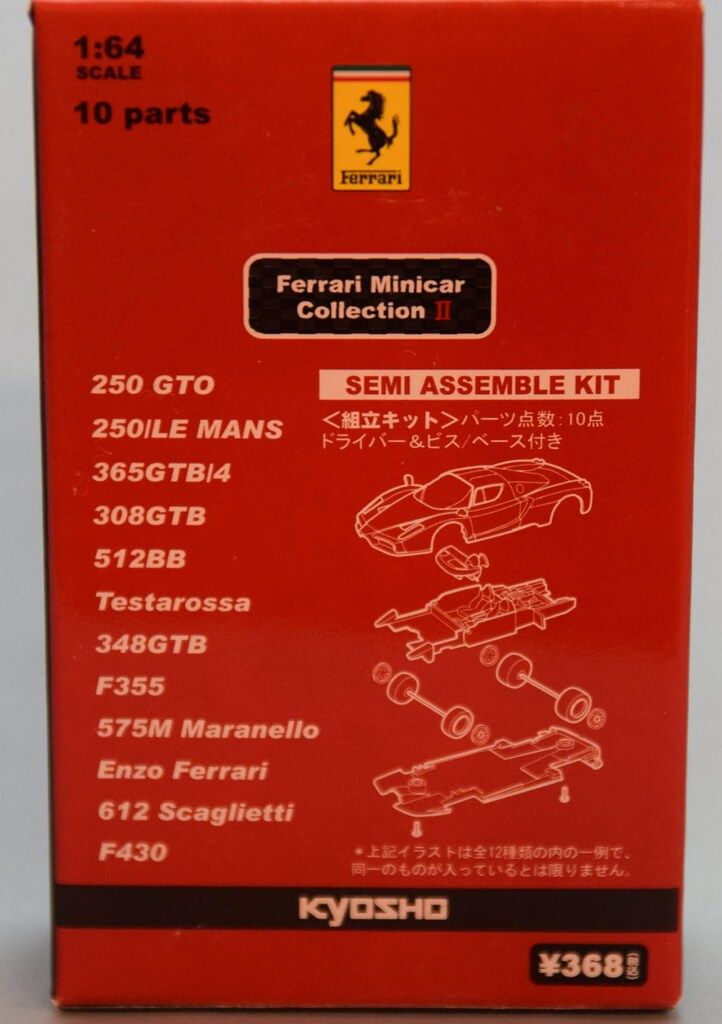 1:64
SCALE
10 parts
Ferrari
Ferrari Minicar
Collection II
250 GTO
250/LE MANS
365GTB/4
308GTB
512BB
Testarossa
348GTB
F355
575M Maranello
Enzo Ferrari
612 Scaglietti
F430
SEMI ASSEMBLE KIT
<組立キット>パーツ点数:10点
ドライバー&ビス/ベース付き
*上記イラストは全12種類の内の一例で、
同一のものが入っているとは限りません。
KYOSHO
¥368(税込)